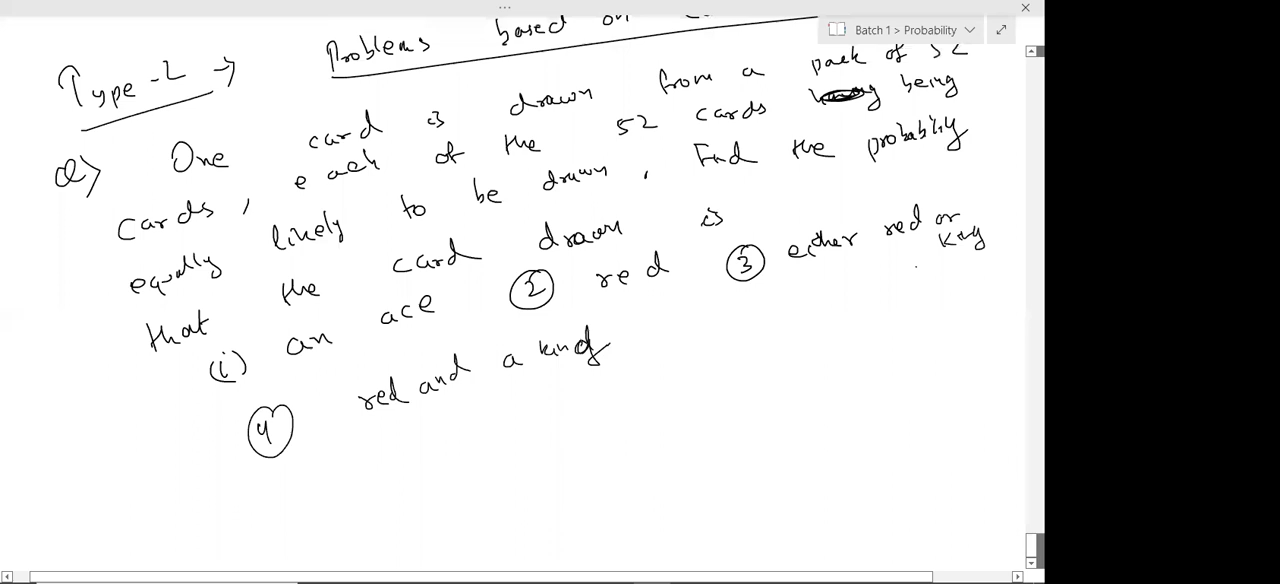 Batch 1 > Probability
Type-2 → Problems based on
Q) One card is drawn from a pack of 52
cards, each of the 52 cards being
equally likely to be drawn. Find the probability
that the card drawn is
(i) an ace (2) red (3) either red or
king
(4) red and a king